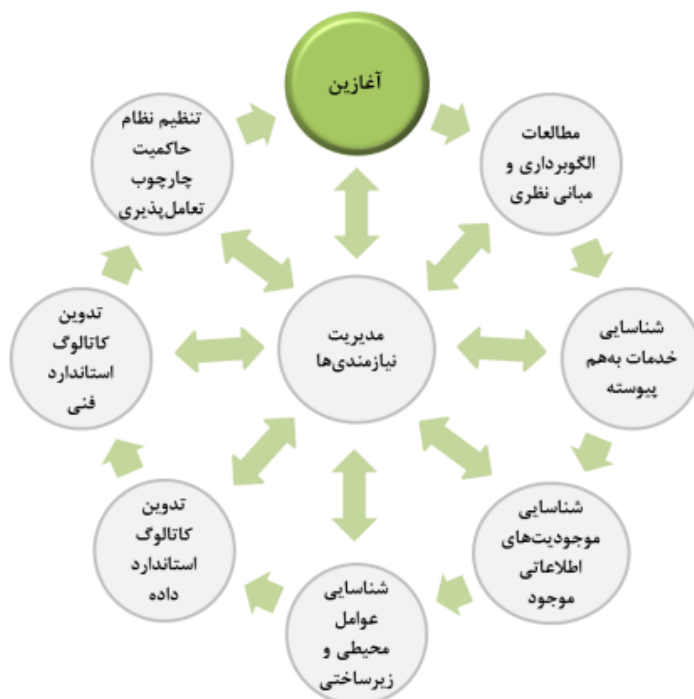 آغازین
مطالعات
الگوبرداری و
مبانی نظری
شناسایی
خدمات به‌هم
پیوسته
شناسایی
موجودیت‌های
اطلاعاتی
موجود
شناسایی
عوامل
محیطی و
زیرساختی
تدوین
کاتالوگ
استاندارد
داده
تدوین
کاتالوگ
استاندارد
فنی
تنظیم نظام
حاکمیت
چارچوب
تعامل‌پذیری
مدیریت
نیازمندی‌ها